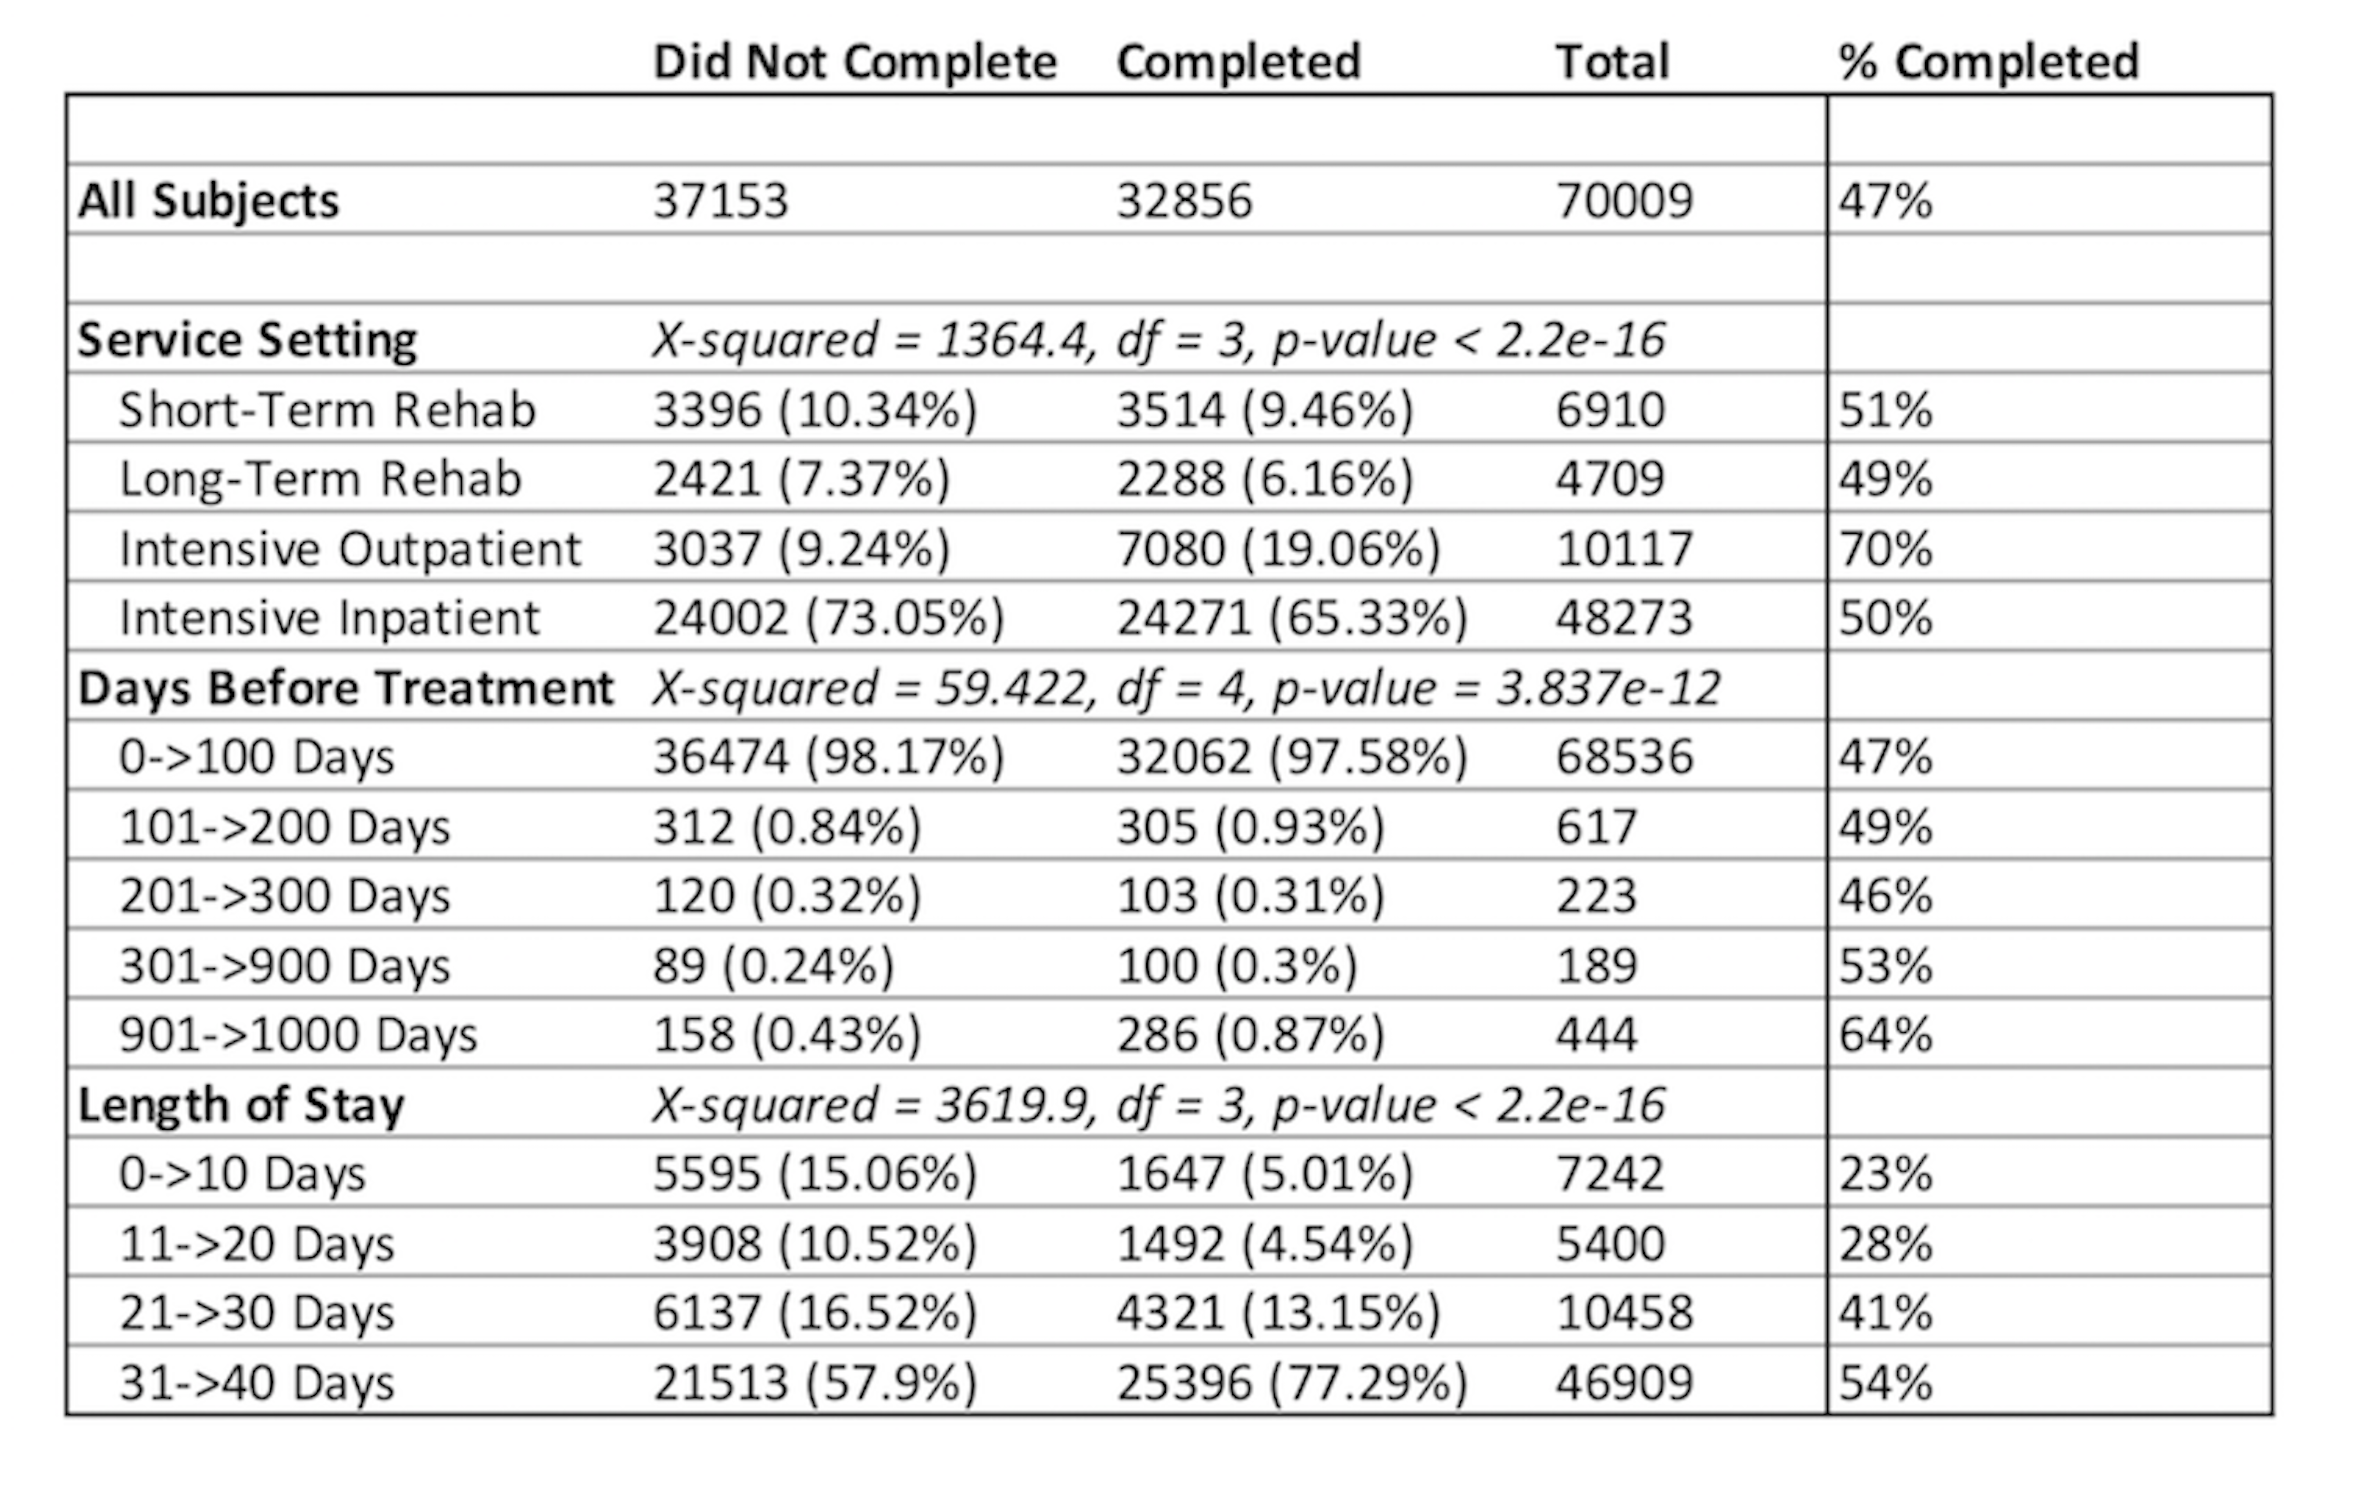 Did Not Complete Completed Total % Completed
All Subjects 37153 32856 70009 47%
Service Setting X-squared = 1364.4, df = 3, p-value < 2.2e-16
Short-Term Rehab 3396 (10.34%) 3514 (9.46%) 6910 51%
Long-Term Rehab 2421 (7.37%) 2288 (6.16%) 4709 49%
Intensive Outpatient 3037 (9.24%) 7080 (19.06%) 10117 70%
Intensive Inpatient 24002 (73.05%) 24271 (65.33%) 48273 50%
Days Before Treatment X-squared = 59.422, df = 4, p-value = 3.837e-12
0->100 Days 36474 (98.17%) 32062 (97.58%) 68536 47%
101->200 Days 312 (0.84%) 305 (0.93%) 617 49%
201->300 Days 120 (0.32%) 103 (0.31%) 223 46%
301->900 Days 89 (0.24%) 100 (0.3%) 189 53%
901->1000 Days 158 (0.43%) 286 (0.87%) 444 64%
Length of Stay X-squared = 3619.9, df = 3, p-value < 2.2e-16
0->10 Days 5595 (15.06%) 1647 (5.01%) 7242 23%
11->20 Days 3908 (10.52%) 1492 (4.54%) 5400 28%
21->30 Days 6137 (16.52%) 4321 (13.15%) 10458 41%
31->40 Days 21513 (57.9%) 25396 (77.29%) 46909 54%